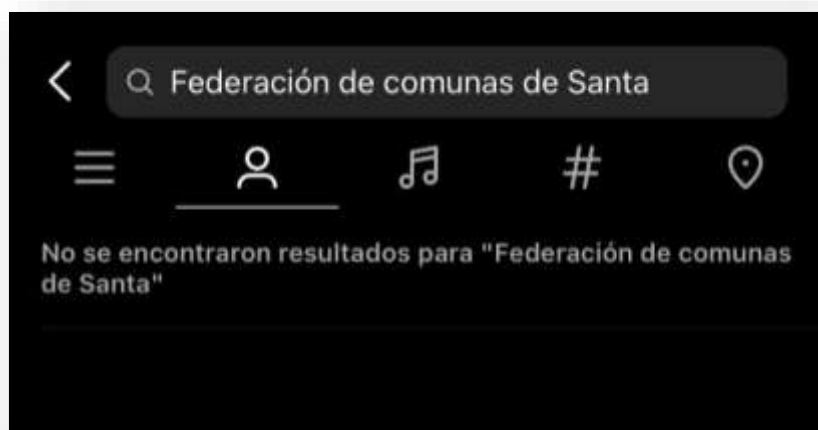 Federación de comunas de Santa
No se encontraron resultados para "Federación de comunas
de Santa"